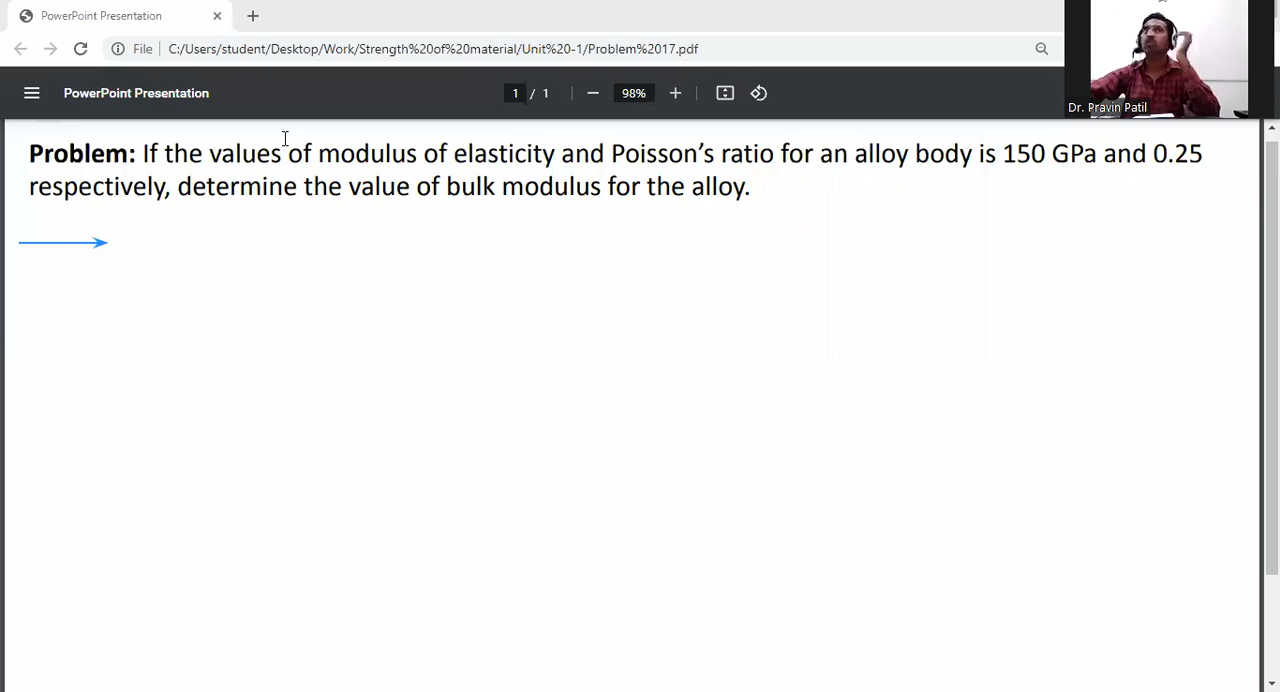 PowerPoint Presentation
File C:/Users/student/Desktop/Work/Strength%20of%20material/Unit%20-1/Problem%2017.pdf
PowerPoint Presentation 1 / 1 98%
Dr. Pravin Patil
Problem: If the values of modulus of elasticity and Poisson's ratio for an alloy body is 150 GPa and 0.25
respectively, determine the value of bulk modulus for the alloy.